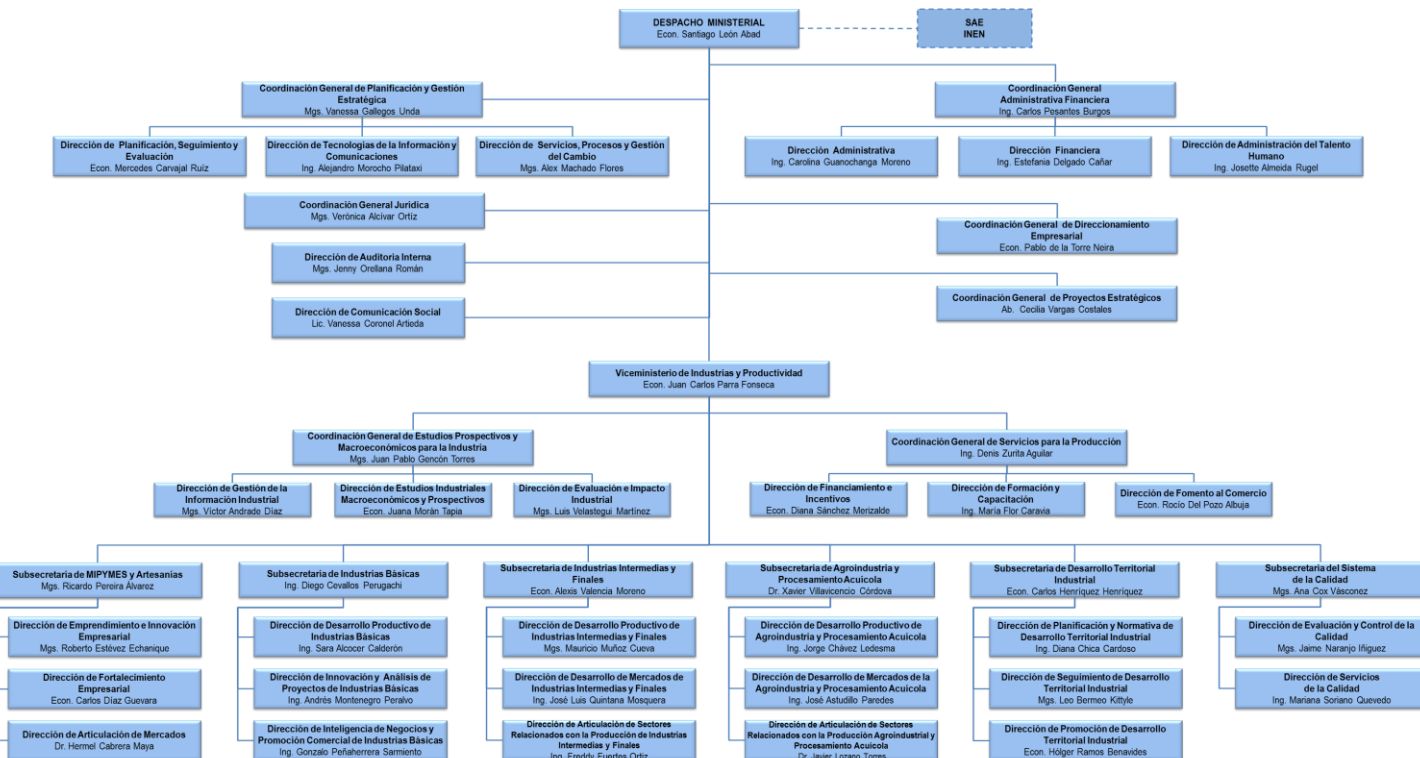 DESPACHO MINISTERIAL
Econ. Santiago León Abad
SAE
INEN
Coordinación General de Planificación y Gestión
Estratégica
Mgs. Vanessa Gallegos Unda
Coordinación General
Administrativa Financiera
Ing. Carlos Pesantes Burgos
Dirección de Planificación, Seguimiento y
Evaluación
Econ. Mercedes Carvajal Ruíz
Dirección de Tecnologías de la Información y
Comunicaciones
Ing. Alejandro Morocho Pilataxi
Dirección de Servicios, Procesos y Gestión
del Cambio
Mgs. Alex Machado Flores
Dirección Administrativa
Ing. Carolina Guanochanga Moreno
Dirección Financiera
Ing. Estefania Delgado Cañar
Dirección de Administración del Talento
Humano
Ing. Josette Almeida Rugel
Coordinación General Jurídica
Mgs. Verónica Alcívar Ortíz
Coordinación General de Direccionamiento
Empresarial
Econ. Pablo de la Torre Neira
Dirección de Auditoría Interna
Mgs. Jenny Orellana Román
Coordinación General de Proyectos Estratégicos
Ab. Cecilia Vargas Costales
Dirección de Comunicación Social
Lic. Vanessa Coronel Artieda
Viceministerio de Industrias y Productividad
Econ. Juan Carlos Parra Fonseca
Coordinación General de Estudios Prospectivos y
Macroeconómicos para la Industria
Mgs. Juan Pablo Gencón Torres
Coordinación General de Servicios para la Producción
Ing. Denis Zurita Aguilar
Dirección de Gestión de la
Información Industrial
Mgs. Víctor Andrade Díaz
Dirección de Estudios Industriales
Macroeconómicos y Prospectivos
Econ. Juana Morán Tapia
Dirección de Evaluación e Impacto
Industrial
Mgs. Luis Velastegui Martínez
Dirección de Financiamiento e
Incentivos
Econ. Diana Sánchez Merizalde
Dirección de Formación y
Capacitación
Ing. María Flor Caravia
Dirección de Fomento al Comercio
Econ. Rocío Del Pozo Albuja
Subsecretaria de MIPYMES y Artesanias
Mgs. Ricardo Pereira Álvarez
Subsecretaria de Industrias Básicas
Ing. Diego Cevallos Perugachi
Subsecretaria de Industrias Intermedias y
Finales
Econ. Alexis Valencia Moreno
Subsecretaria de Agroindustria y
Procesamiento Acuícola
Dr. Xavier Villavicencio Córdova
Subsecretaria de Desarrollo Territorial
Industrial
Econ. Carlos Henríquez Henríquez
Subsecretaria del Sistema
de la Calidad
Mgs. Ana Cox Vásconez
Dirección de Emprendimiento e Innovación
Empresarial
Mgs. Roberto Estévez Echanique
Dirección de Desarrollo Productivo de
Industrias Básicas
Ing. Sara Alcocer Calderón
Dirección de Desarrollo Productivo de
Industrias Intermedias y Finales
Mgs. Mauricio Muñoz Cueva
Dirección de Desarrollo Productivo de
Agroindustria y Procesamiento Acuícola
Ing. Jorge Chávez Ledesma
Dirección de Planificación y Normativa de
Desarrollo Territorial Industrial
Ing. Diana Chica Cardoso
Dirección de Evaluación y Control de la
Calidad
Mgs. Jaime Naranjo Iñiguez
Dirección de Fortalecimiento
Empresarial
Econ. Carlos Díaz Guevara
Dirección de Innovación y Análisis de
Proyectos de Industrias Básicas
Ing. Andrés Montenegro Peralvo
Dirección de Desarrollo de Mercados de
Industrias Intermedias y Finales
Ing. José Luis Quintana Mosquera
Dirección de Desarrollo de Mercados de la
Agroindustria y Procesamiento Acuícola
Ing. José Astudillo Paredes
Dirección de Seguimiento de Desarrollo
Territorial Industrial
Mgs. Leo Bermeo Kittyle
Dirección de Servicios
de la Calidad
Ing. Mariana Soriano Quevedo
Dirección de Articulación de Mercados
Dr. Hermel Cabrera Maya
Dirección de Inteligencia de Negocios y
Promoción Comercial de Industrias Básicas
Ing. Gonzalo Peñaherrera Sarmiento
Dirección de Articulación de Sectores
Relacionados con la Producción de Industrias
Intermedias y Finales
Ing. Freddy Fuertes Ortiz
Dirección de Articulación de Sectores
Relacionados con la Producción Agroindustrial y
Procesamiento Acuícola
Dr. Javier Lozano Torres
Dirección de Promoción de Desarrollo
Territorial Industrial
Econ. Hólger Ramos Benavides